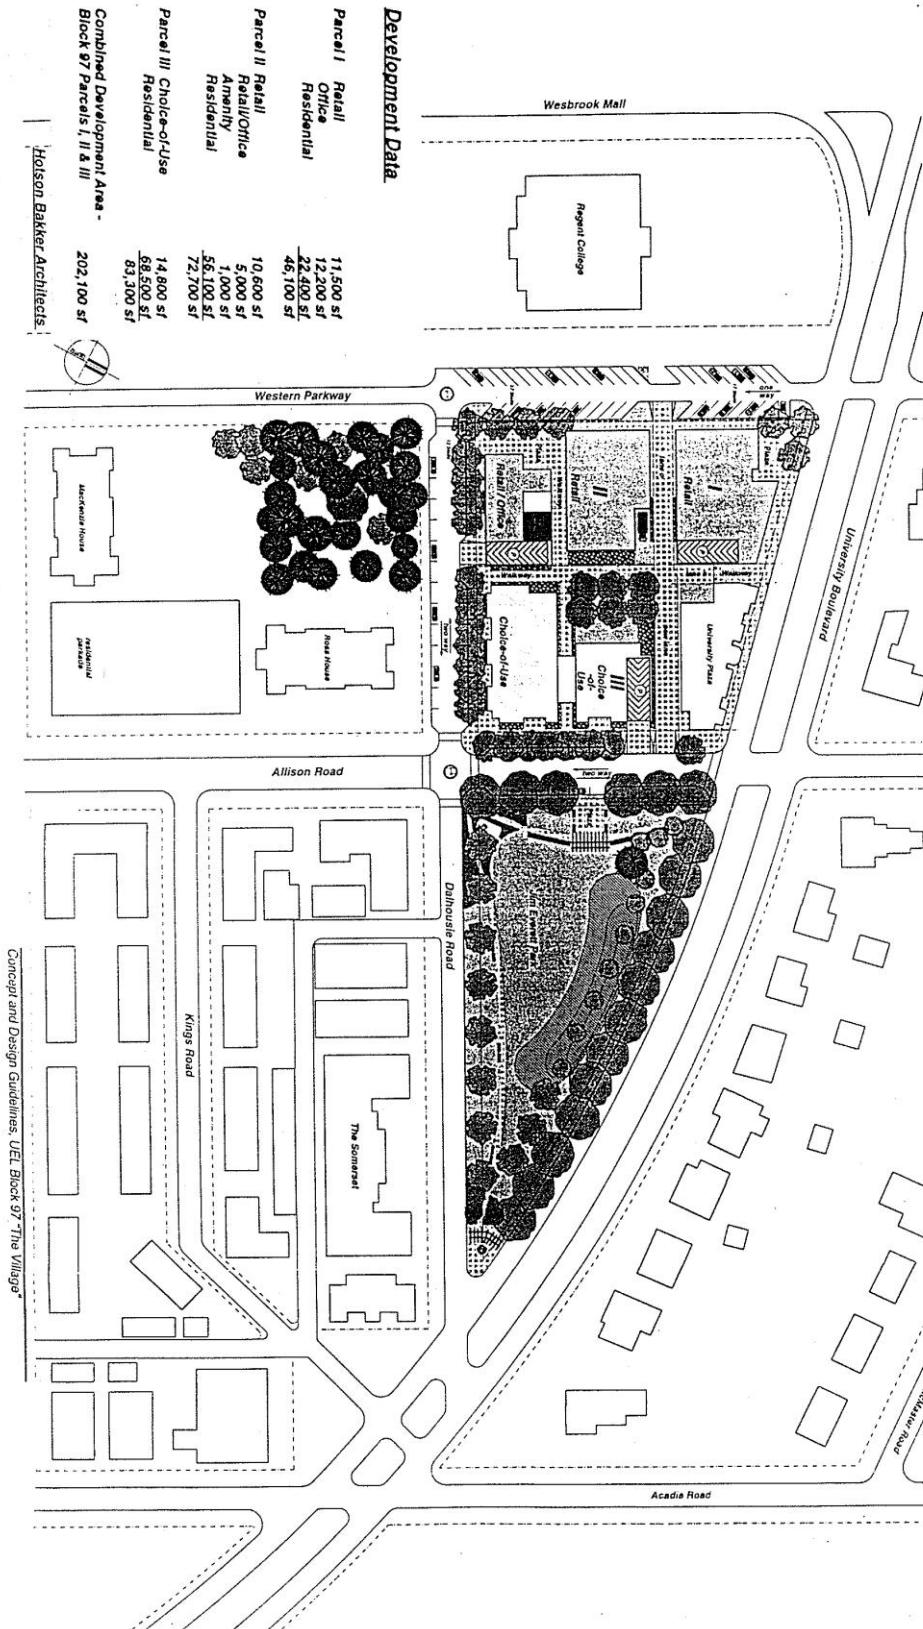 Development Data
Parcel I Retail 11,500 sf
Office 12,200 sf
Residential 22,400 sf
46,100 sf
Parcel II Retail 10,600 sf
Retail/Office 5,000 sf
Amenity 1,000 sf
Residential 56,100 sf
72,700 sf
Parcel III Choice-of-Use 14,800 sf
Residential 68,500 sf
83,300 sf
Combined Development Area -
Block 97 Parcels I, II & III 202,100 sf
Hotson Bakker Architects
Wesbrook Mall
Regent College
Western Parkway
one
way
University Boulevard
I
Retail
II
Retail
Retail / Office
Walkway
Walkway
University Plaza
III
Choice
-of-
Use
Choice-of-Use
two way
two way
MacKenzie House
residential
parkade
Ross House
Allison Road
Dalhousie Road
Kings Road
The Somerset
Acadia Road
Concept and Design Guidelines, UEL Block 97 "The Village"